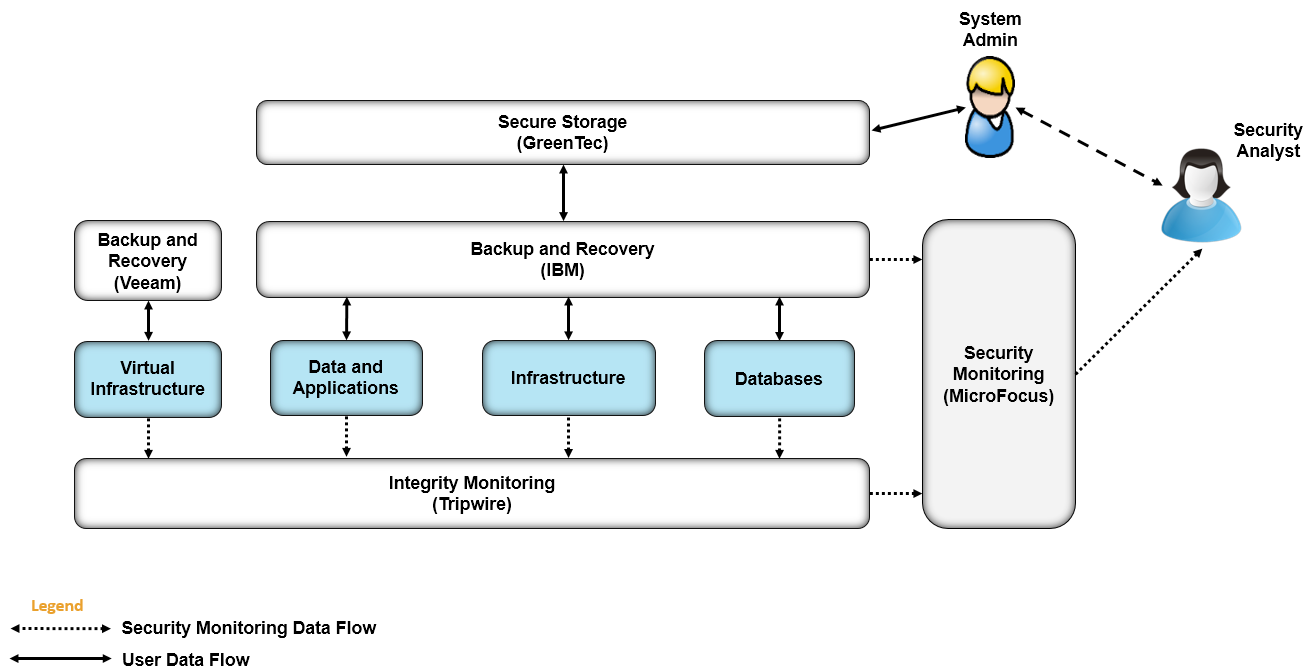 System
Admin
Security
Analyst
Secure Storage
(GreenTec)
Backup and
Recovery
(Veeam)
Backup and Recovery
(IBM)
Virtual
Infrastructure
Data and
Applications
Infrastructure
Databases
Security
Monitoring
(MicroFocus)
Integrity Monitoring
(Tripwire)
Legend
Security Monitoring Data Flow
User Data Flow